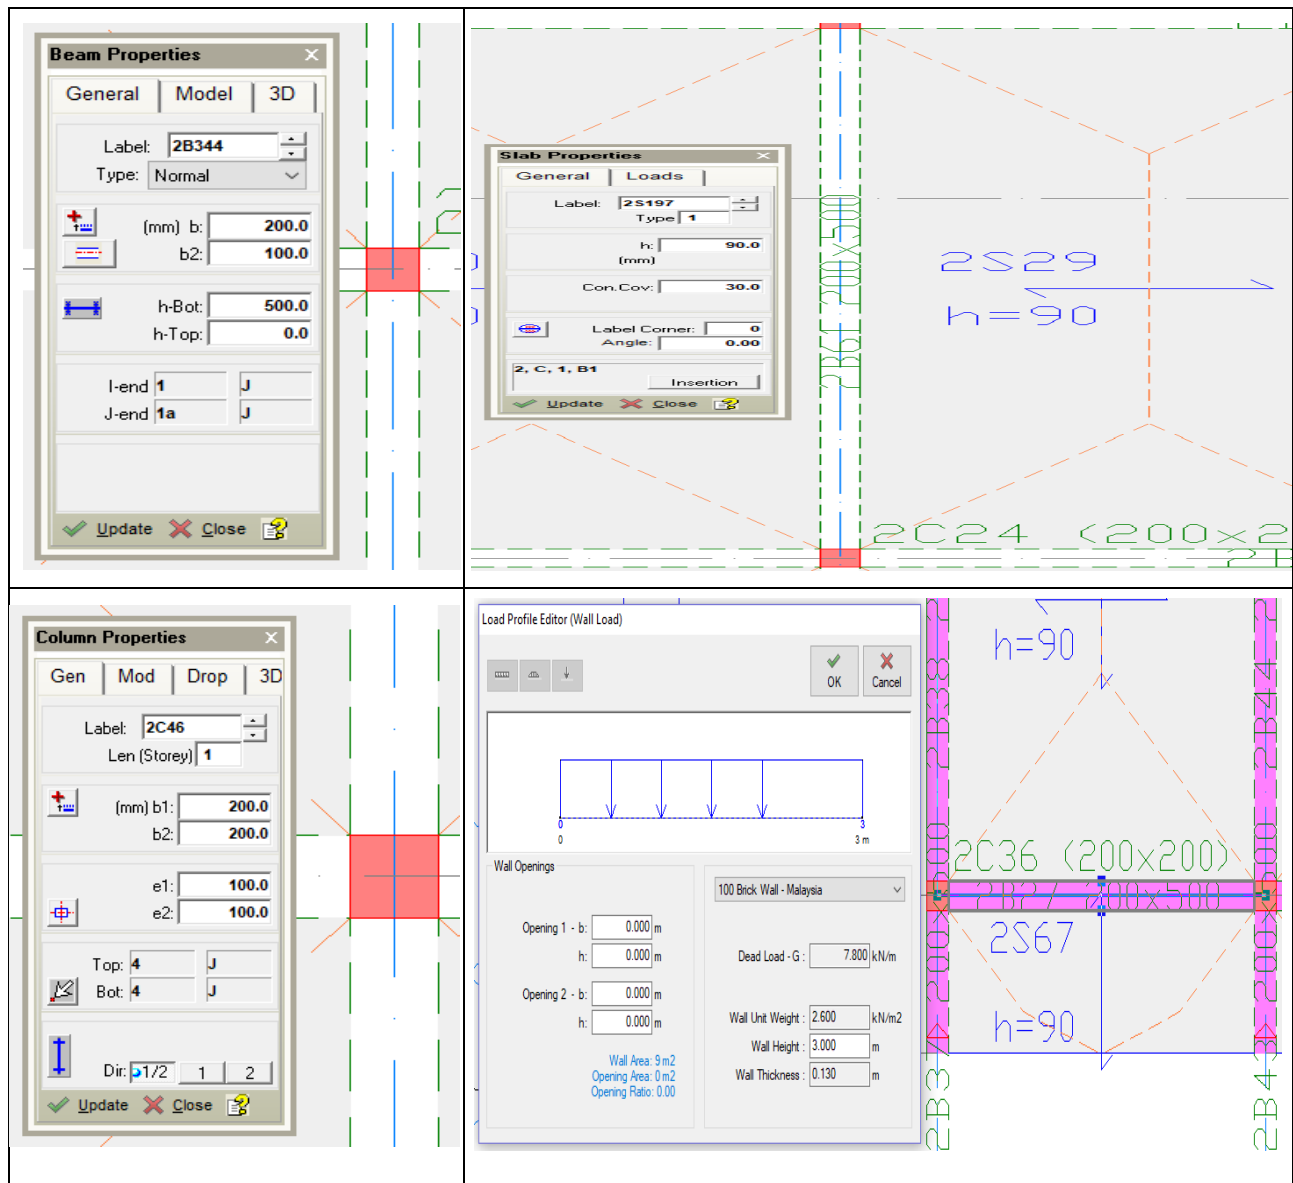 Beam Properties
General Model 3D
Label: 2B344
Type: Normal
(mm) b: 200.0
b2: 100.0
h-Bot: 500.0
h-Top: 0.0
I-end 1 J
J-end 1a J
Update Close
Slab Properties
General Loads
Label: 2S197
Type 1
h: 90.0
(mm)
Con.Cov: 30.0
Label Corner: 0
Angle: 0.00
2, C, 1, B1
Insertion
Update Close
2B61 200x500
2S29
h=90
2C24 (200x2
Column Properties
Gen Mod Drop 3D
Label: 2C46
Len (Storey) 1
(mm) b1: 200.0
b2: 200.0
e1: 100.0
e2: 100.0
Top: 4 J
Bot: 4 J
Dir: 1/2 1 2
Update Close
Load Profile Editor (Wall Load)
OK Cancel
0 3
0 3 m
Wall Openings
Opening 1 - b: 0.000 m
h: 0.000 m
Opening 2 - b: 0.000 m
h: 0.000 m
Wall Area: 9 m2
Opening Area: 0 m2
Opening Ratio: 0.00
100 Brick Wall - Malaysia
Dead Load - G : 7.800 kN/m
Wall Unit Weight : 2.600 kN/m2
Wall Height : 3.000 m
Wall Thickness : 0.130 m
h=90
2C36 (200x200)
2B27 200x500
2S67
h=90